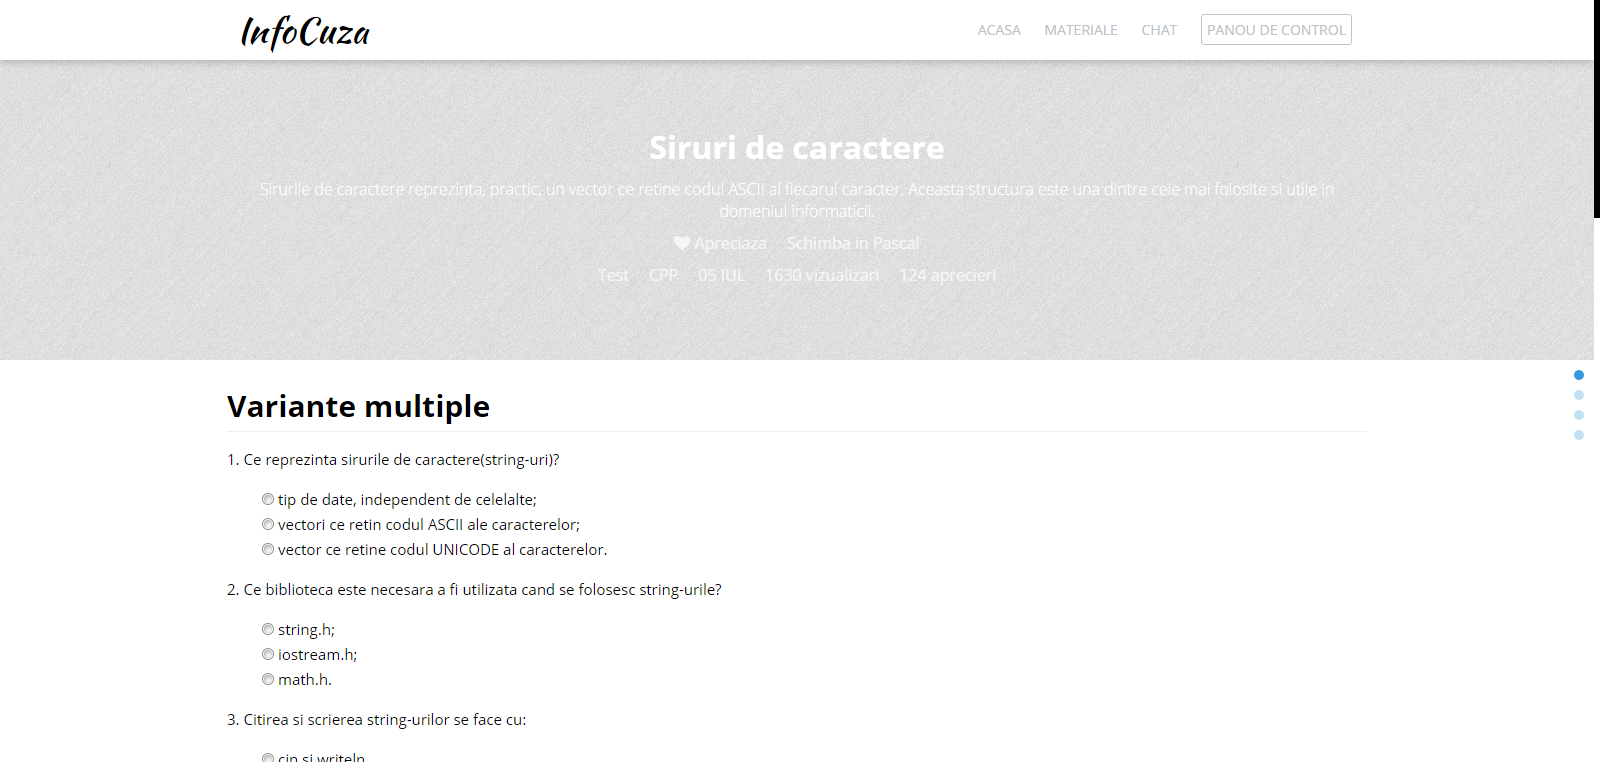 InfoCuza
ACASA MATERIALE CHAT PANOU DE CONTROL
Siruri de caractere
Sirurile de caractere reprezinta, practic, un vector ce retine codul ASCII al fiecarui caracter. Aceasta structura este una dintre cele mai folosite si utile in
domeniul informaticii.
Apreciaza Schimba in Pascal
Test CPP 05 IUL 1630 vizualizari 124 aprecieri
Variante multiple
1. Ce reprezinta sirurile de caractere(string-uri)?
tip de date, independent de celelalte;
vectori ce retin codul ASCII ale caracterelor;
vector ce retine codul UNICODE al caracterelor.
2. Ce biblioteca este necesara a fi utilizata cand se folosesc string-urile?
string.h;
iostream.h;
math.h.
3. Citirea si scrierea string-urilor se face cu:
cin si writeln